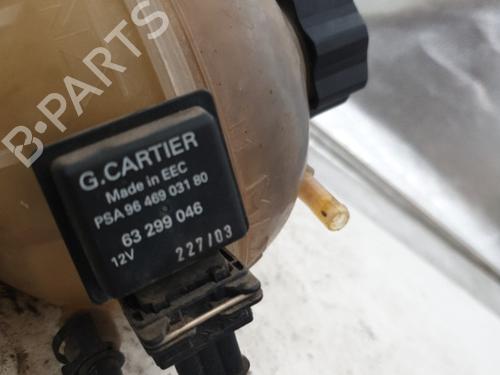 B-PARTS
G.CARTIER
Made in EEC
PSA 96 469 031 80
63 299 046
12V
227/03